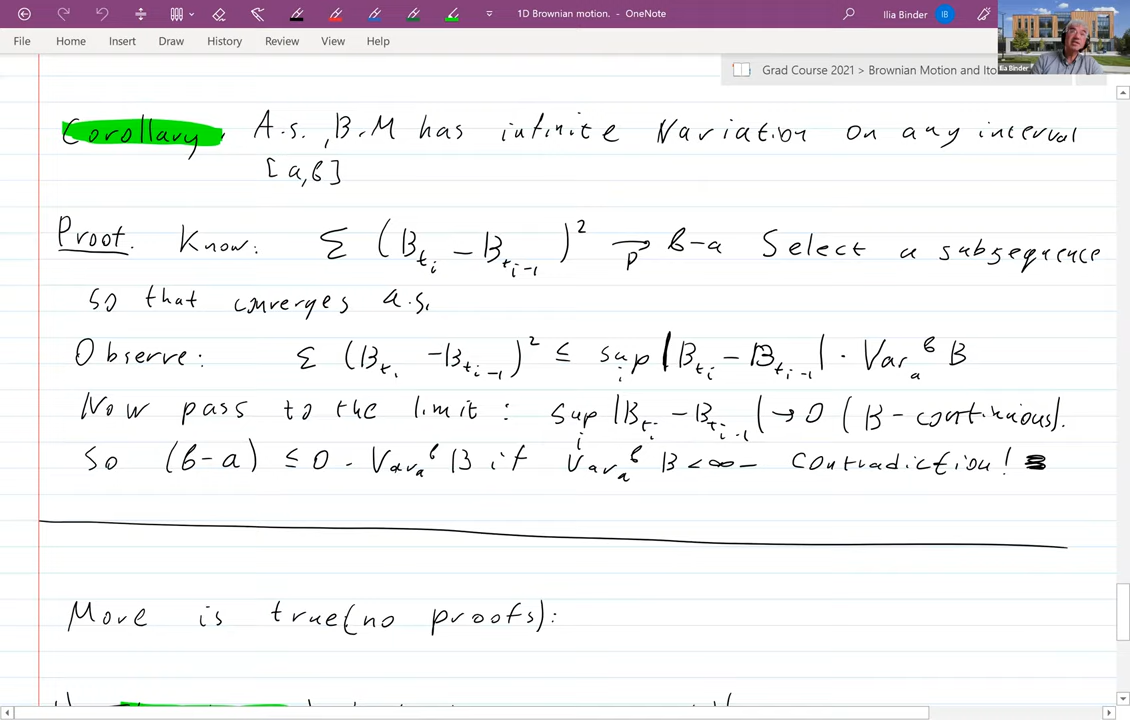 1D Brownian motion. - OneNote
Ilia Binder
IB
File Home Insert Draw History Review View Help
Ilia Binder
Grad Course 2021 > Brownian Motion and Ito
Corollary. A.s., B.M has infinite Variation on any interval
[a,b]
Proof. Know: Σ (B_{t_i} - B_{t_{i-1}})² →_p b-a Select a subsequence
so that converges a.s.
Observe: Σ (B_{t_i} - B_{t_{i-1}})² ≤ sup_i |B_{t_i} - B_{t_{i-1}}| · Var_a^b B
Now pass to the limit: sup_i |B_{t_i} - B_{t_{i-1}}| → 0 (B - continuous).
So (b-a) ≤ 0 · Var_a^b B if Var_a^b B < ∞ - contradiction!
More is true (no proofs):